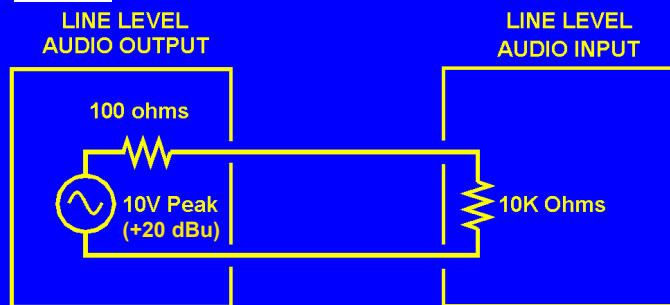 LINE LEVEL
AUDIO OUTPUT
LINE LEVEL
AUDIO INPUT
100 ohms
10V Peak
(+20 dBu)
10K Ohms